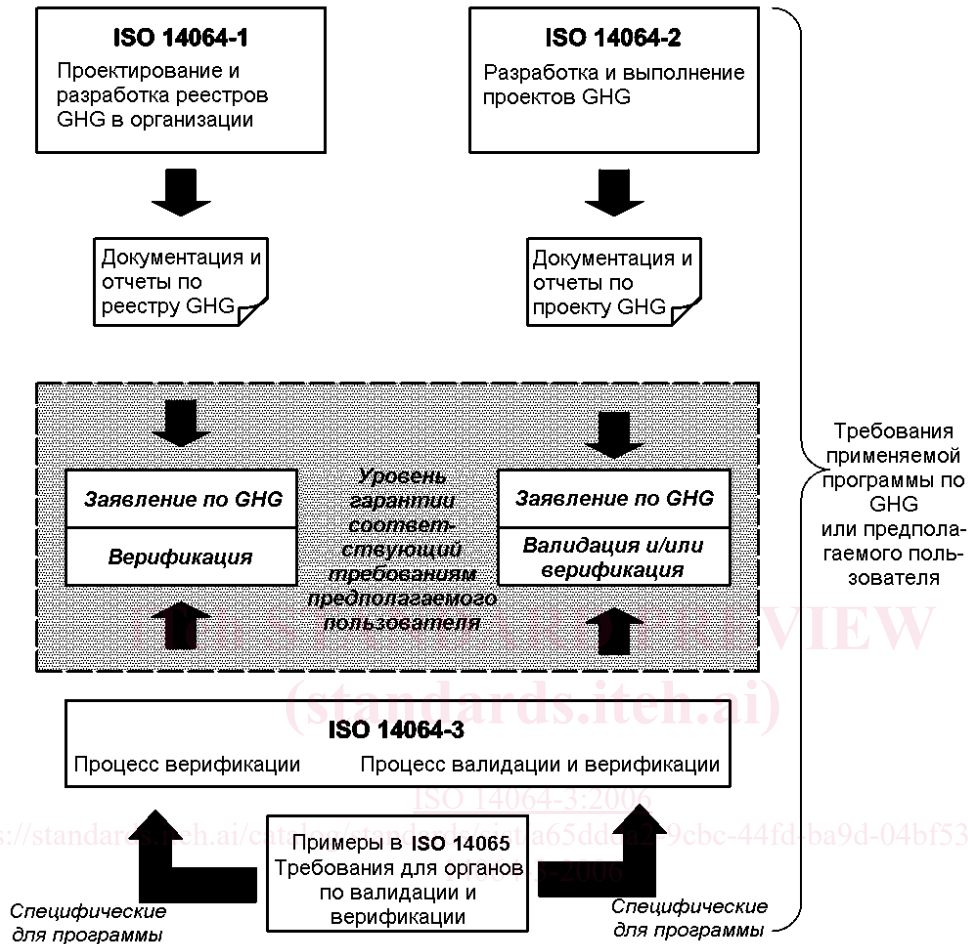 ISO 14064-1
Проектирование и
разработка реестров
GHG в организации
ISO 14064-2
Разработка и выполнение
проектов GHG
Документация и
отчеты по
реестру GHG
Документация и
отчеты по
проекту GHG
Заявление по GHG
Верификация
Уровень
гарантии
соответ-
ствующий
требованиям
предполагаемого
пользователя
Заявление по GHG
Валидация и/или
верификация
Требования
применяемой
программы по
GHG
или предпола-
гаемого поль-
зователя
(standards.iteh.ai)
ISO 14064-3
Процесс верификации Процесс валидации и верификации
ISO 14064-3:2006
Примеры в ISO 14065
Требования для органов
по валидации и
верификации
Специфические
для программы
Специфические
для программы